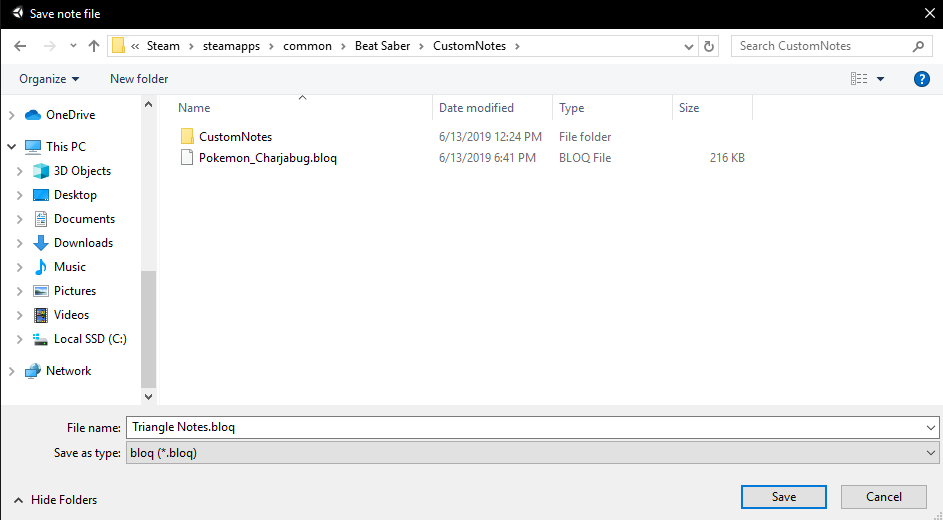 Save note file
« Steam › steamapps › common › Beat Saber › CustomNotes ›
Search CustomNotes
Organize
New folder
?
OneDrive
This PC
3D Objects
Desktop
Documents
Downloads
Music
Pictures
Videos
Local SSD (C:)
Network
Name Date modified Type Size
CustomNotes 6/13/2019 12:24 PM File folder
Pokemon_Charjabug.bloq 6/13/2019 6:41 PM BLOQ File 216 KB
File name: Triangle Notes.bloq
Save as type: bloq (*.bloq)
Hide Folders
Save
Cancel